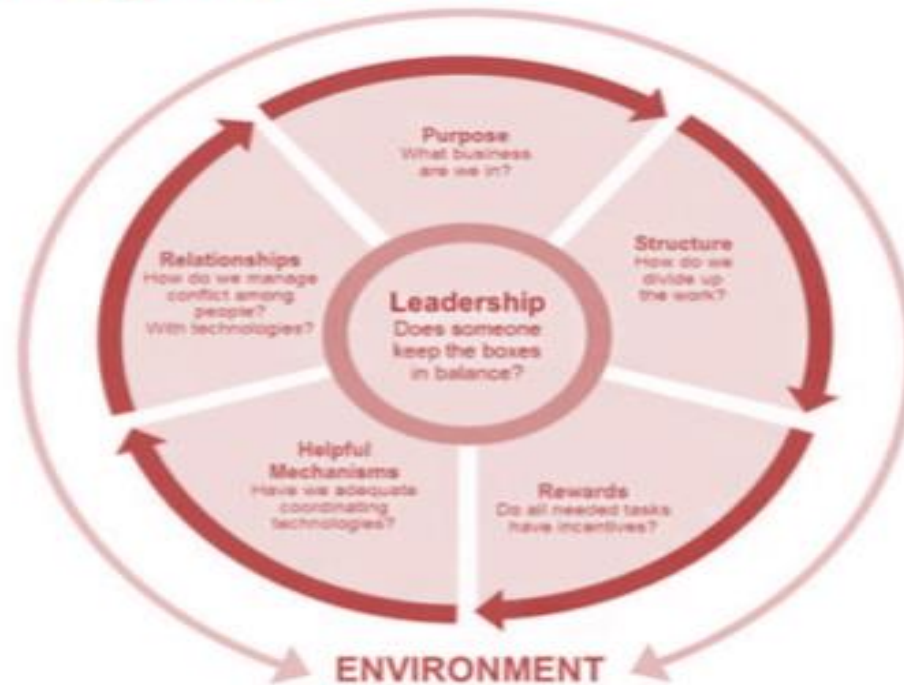 Purpose
What business
are we in?
Structure
How do we
divide up
the work?
Relationships
How do we manage
conflict among
people?
With technologies?
Leadership
Does someone
keep the boxes
in balance?
Helpful
Mechanisms
Have we adequate
coordinating
technologies?
Rewards
Do all needed tasks
have incentives?
ENVIRONMENT